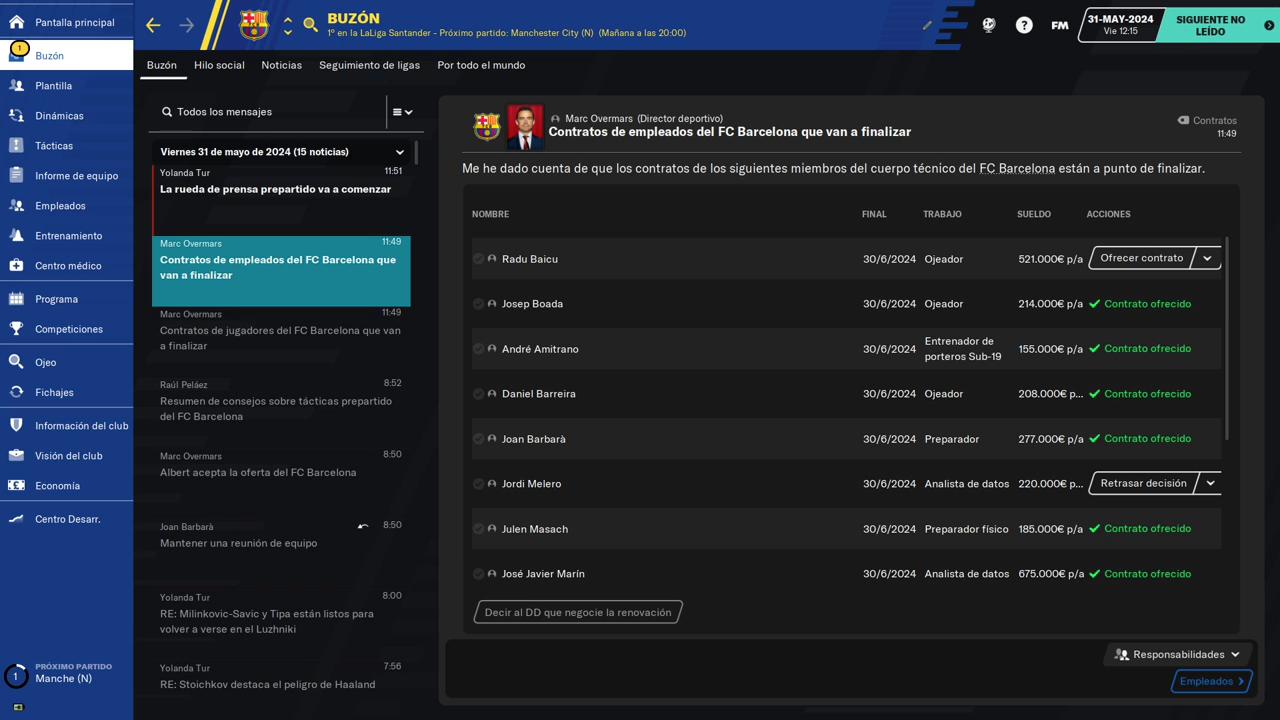 Pantalla principal
1
Buzón
Plantilla
Dinámicas
Tácticas
Informe de equipo
Empleados
Entrenamiento
Centro médico
Programa
Competiciones
Ojeo
Fichajes
Información del club
Visión del club
Economía
Centro Desarr.
PRÓXIMO PARTIDO
1
Manche (N)
BUZÓN
1º en la LaLiga Santander - Próximo partido: Manchester City (N) (Mañana a las 20:00)
?
FM
31-MAY-2024
Vie 12:15
SIGUIENTE NO
LEÍDO
Buzón
Hilo social
Noticias
Seguimiento de ligas
Por todo el mundo
Todos los mensajes
Viernes 31 de mayo de 2024 (15 noticias)
Yolanda Tur 11:51
La rueda de prensa prepartido va a comenzar
Marc Overmars 11:49
Contratos de empleados del FC Barcelona que
van a finalizar
Marc Overmars 11:49
Contratos de jugadores del FC Barcelona que van
a finalizar
Raúl Peláez 8:52
Resumen de consejos sobre tácticas prepartido
del FC Barcelona
Marc Overmars 8:50
Albert acepta la oferta del FC Barcelona
Joan Barbarà 8:50
Mantener una reunión de equipo
Yolanda Tur 8:00
RE: Milinkovic-Savic y Tipa están listos para
volver a verse en el Luzhniki
Yolanda Tur 7:56
RE: Stoichkov destaca el peligro de Haaland
Marc Overmars (Director deportivo)
Contratos de empleados del FC Barcelona que van a finalizar
Contratos
11:49
Me he dado cuenta de que los contratos de los siguientes miembros del cuerpo técnico del FC Barcelona están a punto de finalizar.
NOMBRE FINAL TRABAJO SUELDO ACCIONES
Radu Baicu 30/6/2024 Ojeador 521.000€ p/a Ofrecer contrato
Josep Boada 30/6/2024 Ojeador 214.000€ p/a Contrato ofrecido
André Amitrano 30/6/2024 Entrenador de porteros Sub-19 155.000€ p/a Contrato ofrecido
Daniel Barreira 30/6/2024 Ojeador 208.000€ p... Contrato ofrecido
Joan Barbarà 30/6/2024 Preparador 277.000€ p/a Contrato ofrecido
Jordi Melero 30/6/2024 Analista de datos 220.000€ p... Retrasar decisión
Julen Masach 30/6/2024 Preparador físico 185.000€ p/a Contrato ofrecido
José Javier Marín 30/6/2024 Analista de datos 675.000€ p/a Contrato ofrecido
Decir al DD que negocie la renovación
Responsabilidades
Empleados